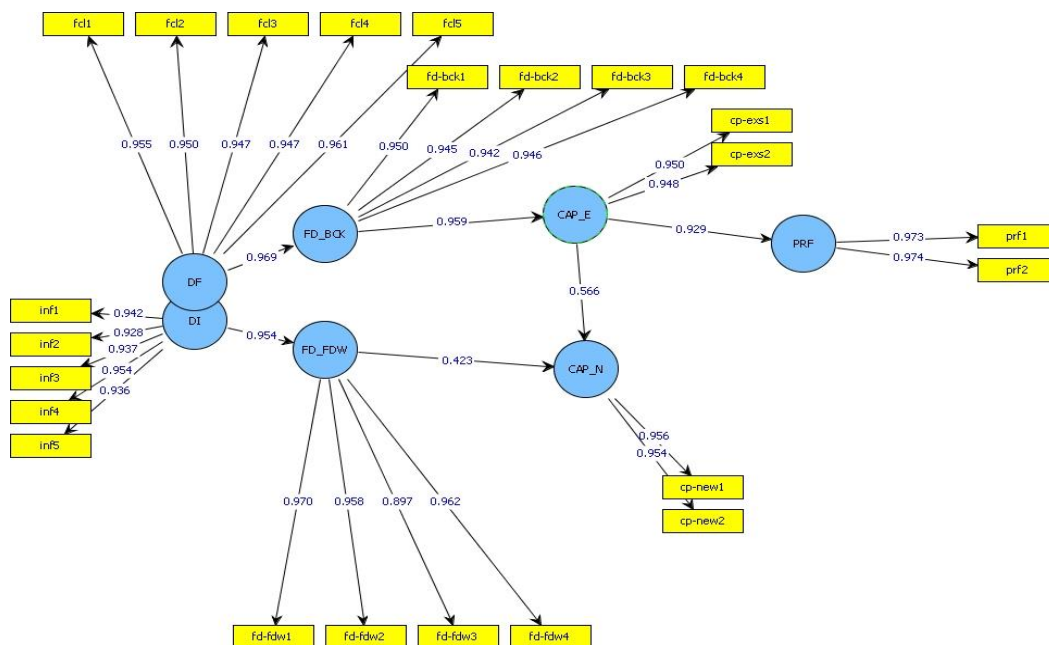 fcl1 fcl2 fcl3 fcl4 fcl5
fd-bck1 fd-bck2 fd-bck3 fd-bck4
cp-exs1
cp-exs2
0.955 0.950 0.947 0.947 0.961
0.950 0.945 0.942 0.946
0.950
0.948
FD_BCK 0.959 CAP_E 0.929 PRF
0.973 prf1
0.974 prf2
0.969
DF
DI
inf1 0.942
inf2 0.928
inf3 0.937
inf4 0.954
inf5 0.936
0.954 FD_FDW 0.423 CAP_N
0.566
0.956
0.954
cp-new1
cp-new2
0.970 0.958 0.897 0.962
fd-fdw1 fd-fdw2 fd-fdw3 fd-fdw4